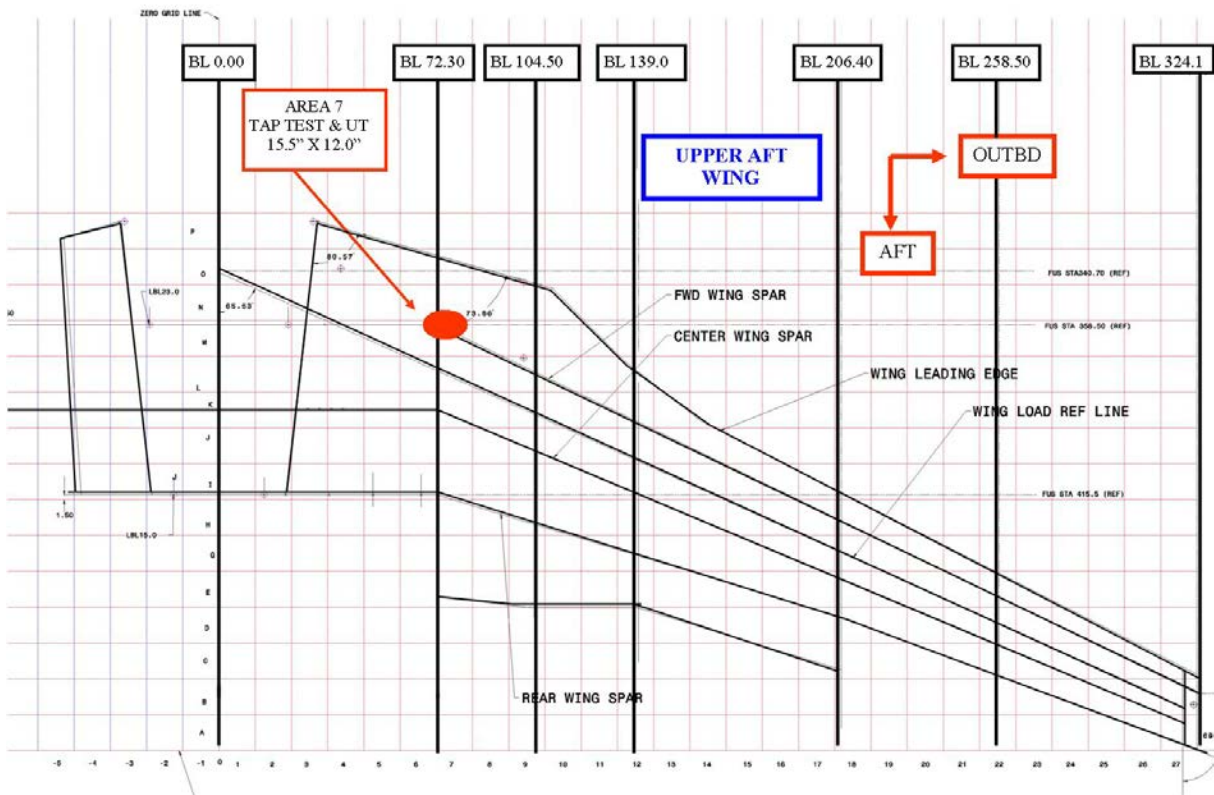 ZERO GRID LINE
BL 0.00
BL 72.30
BL 104.50
BL 139.0
BL 206.40
BL 258.50
BL 324.1
AREA 7
TAP TEST & UT
15.5” X 12.0”
UPPER AFT
WING
OUTBD
AFT
P
O
N
M
L
K
J
I
H
G
E
D
C
B
A
80.57'
65.63'
73.96'
LBL23.0
FUS STA340.70 (REF)
FWD WING SPAR
FUS STA 358.50 (REF)
CENTER WING SPAR
WING LEADING EDGE
WING LOAD REF LINE
J
FUS STA 415.5 (REF)
1.50
LBL15.0
REAR WING SPAR
-5 -4 -3 -2 -1 0 1 2 3 4 5 6 7 8 9 10 11 12 13 14 15 16 17 18 19 20 21 22 23 24 25 26 27